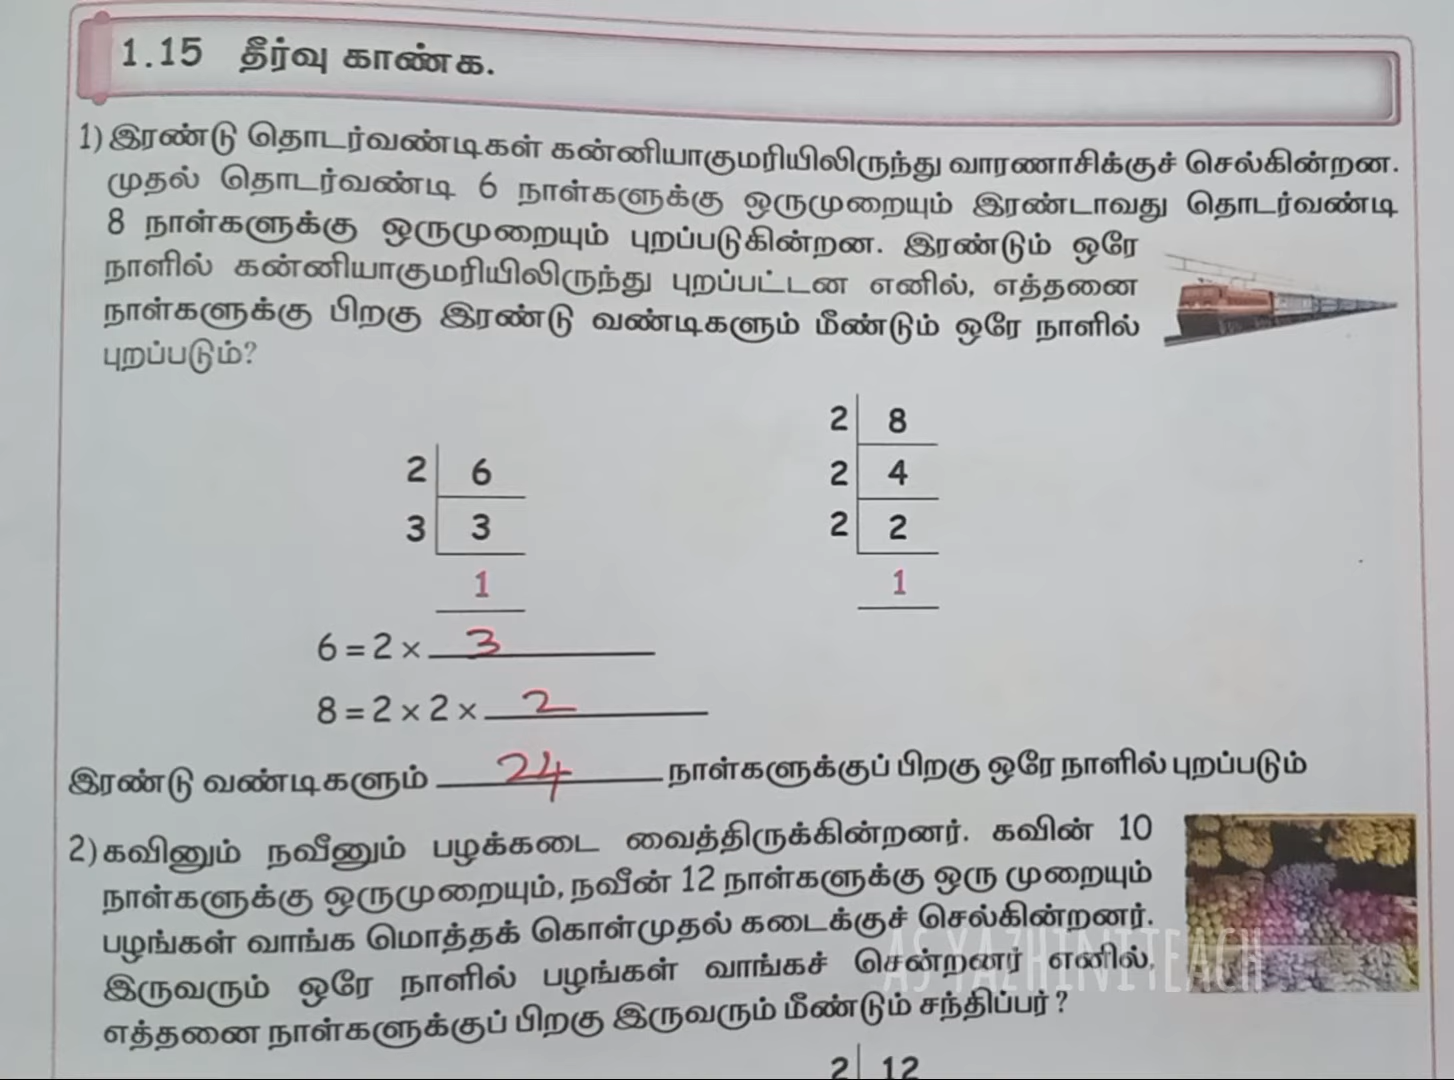 1.15 தீர்வு காண்க.
1) இரண்டு தொடர்வண்டிகள் கன்னியாகுமரியிலிருந்து வாரணாசிக்குச் செல்கின்றன.
முதல் தொடர்வண்டி 6 நாள்களுக்கு ஒருமுறையும் இரண்டாவது தொடர்வண்டி
8 நாள்களுக்கு ஒருமுறையும் புறப்படுகின்றன. இரண்டும் ஒரே
நாளில் கன்னியாகுமரியிலிருந்து புறப்பட்டன எனில், எத்தனை
நாள்களுக்கு பிறகு இரண்டு வண்டிகளும் மீண்டும் ஒரே நாளில்
புறப்படும்?
2 6
3 3
1
2 8
2 4
2 2
1
6 = 2 × 3
8 = 2 × 2 × 2
இரண்டு வண்டிகளும் 24 நாள்களுக்குப் பிறகு ஒரே நாளில் புறப்படும்
2) கவினும் நவீனும் பழக்கடை வைத்திருக்கின்றனர். கவின் 10
நாள்களுக்கு ஒருமுறையும், நவீன் 12 நாள்களுக்கு ஒரு முறையும்
பழங்கள் வாங்க மொத்தக் கொள்முதல் கடைக்குச் செல்கின்றனர்.
இருவரும் ஒரே நாளில் பழங்கள் வாங்கச் சென்றனர் எனில்,
AS YAZHINI TEACH
எத்தனை நாள்களுக்குப் பிறகு இருவரும் மீண்டும் சந்திப்பர் ?
2 12